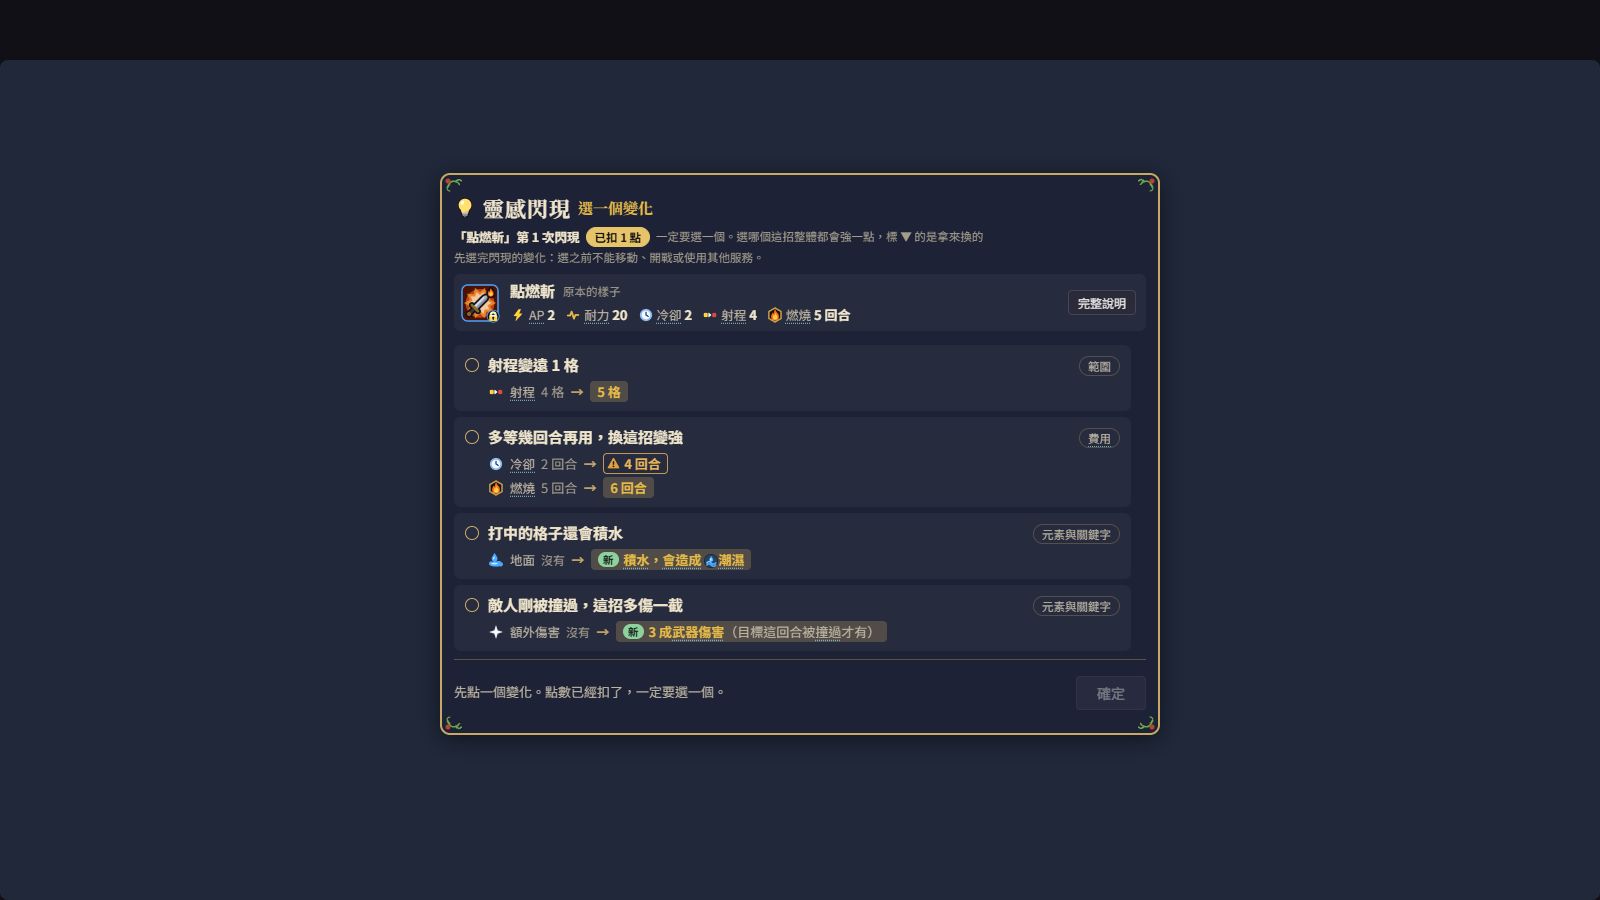 靈感閃現 選一個變化
「點燃斬」第 1 次閃現 已扣 1 點 一定要選一個。選哪個這招整體都會強一點，標 ▼ 的是拿來換的
先選完閃現的變化：選之前不能移動、開戰或使用其他服務。
點燃斬 原本的樣子
AP 2 耐力 20 冷卻 2 射程 4 燃燒 5 回合
完整說明
射程變遠 1 格 範圍
射程 4 格 → 5 格
多等幾回合再用，換這招變強 費用
冷卻 2 回合 → 4 回合
燃燒 5 回合 → 6 回合
打中的格子還會積水 元素與關鍵字
地面 沒有 → 新 積水，會造成 潮濕
敵人剛被撞過，這招多傷一截 元素與關鍵字
額外傷害 沒有 → 新 3 成武器傷害（目標這回合被撞過才有）
先點一個變化。點數已經扣了，一定要選一個。 確定